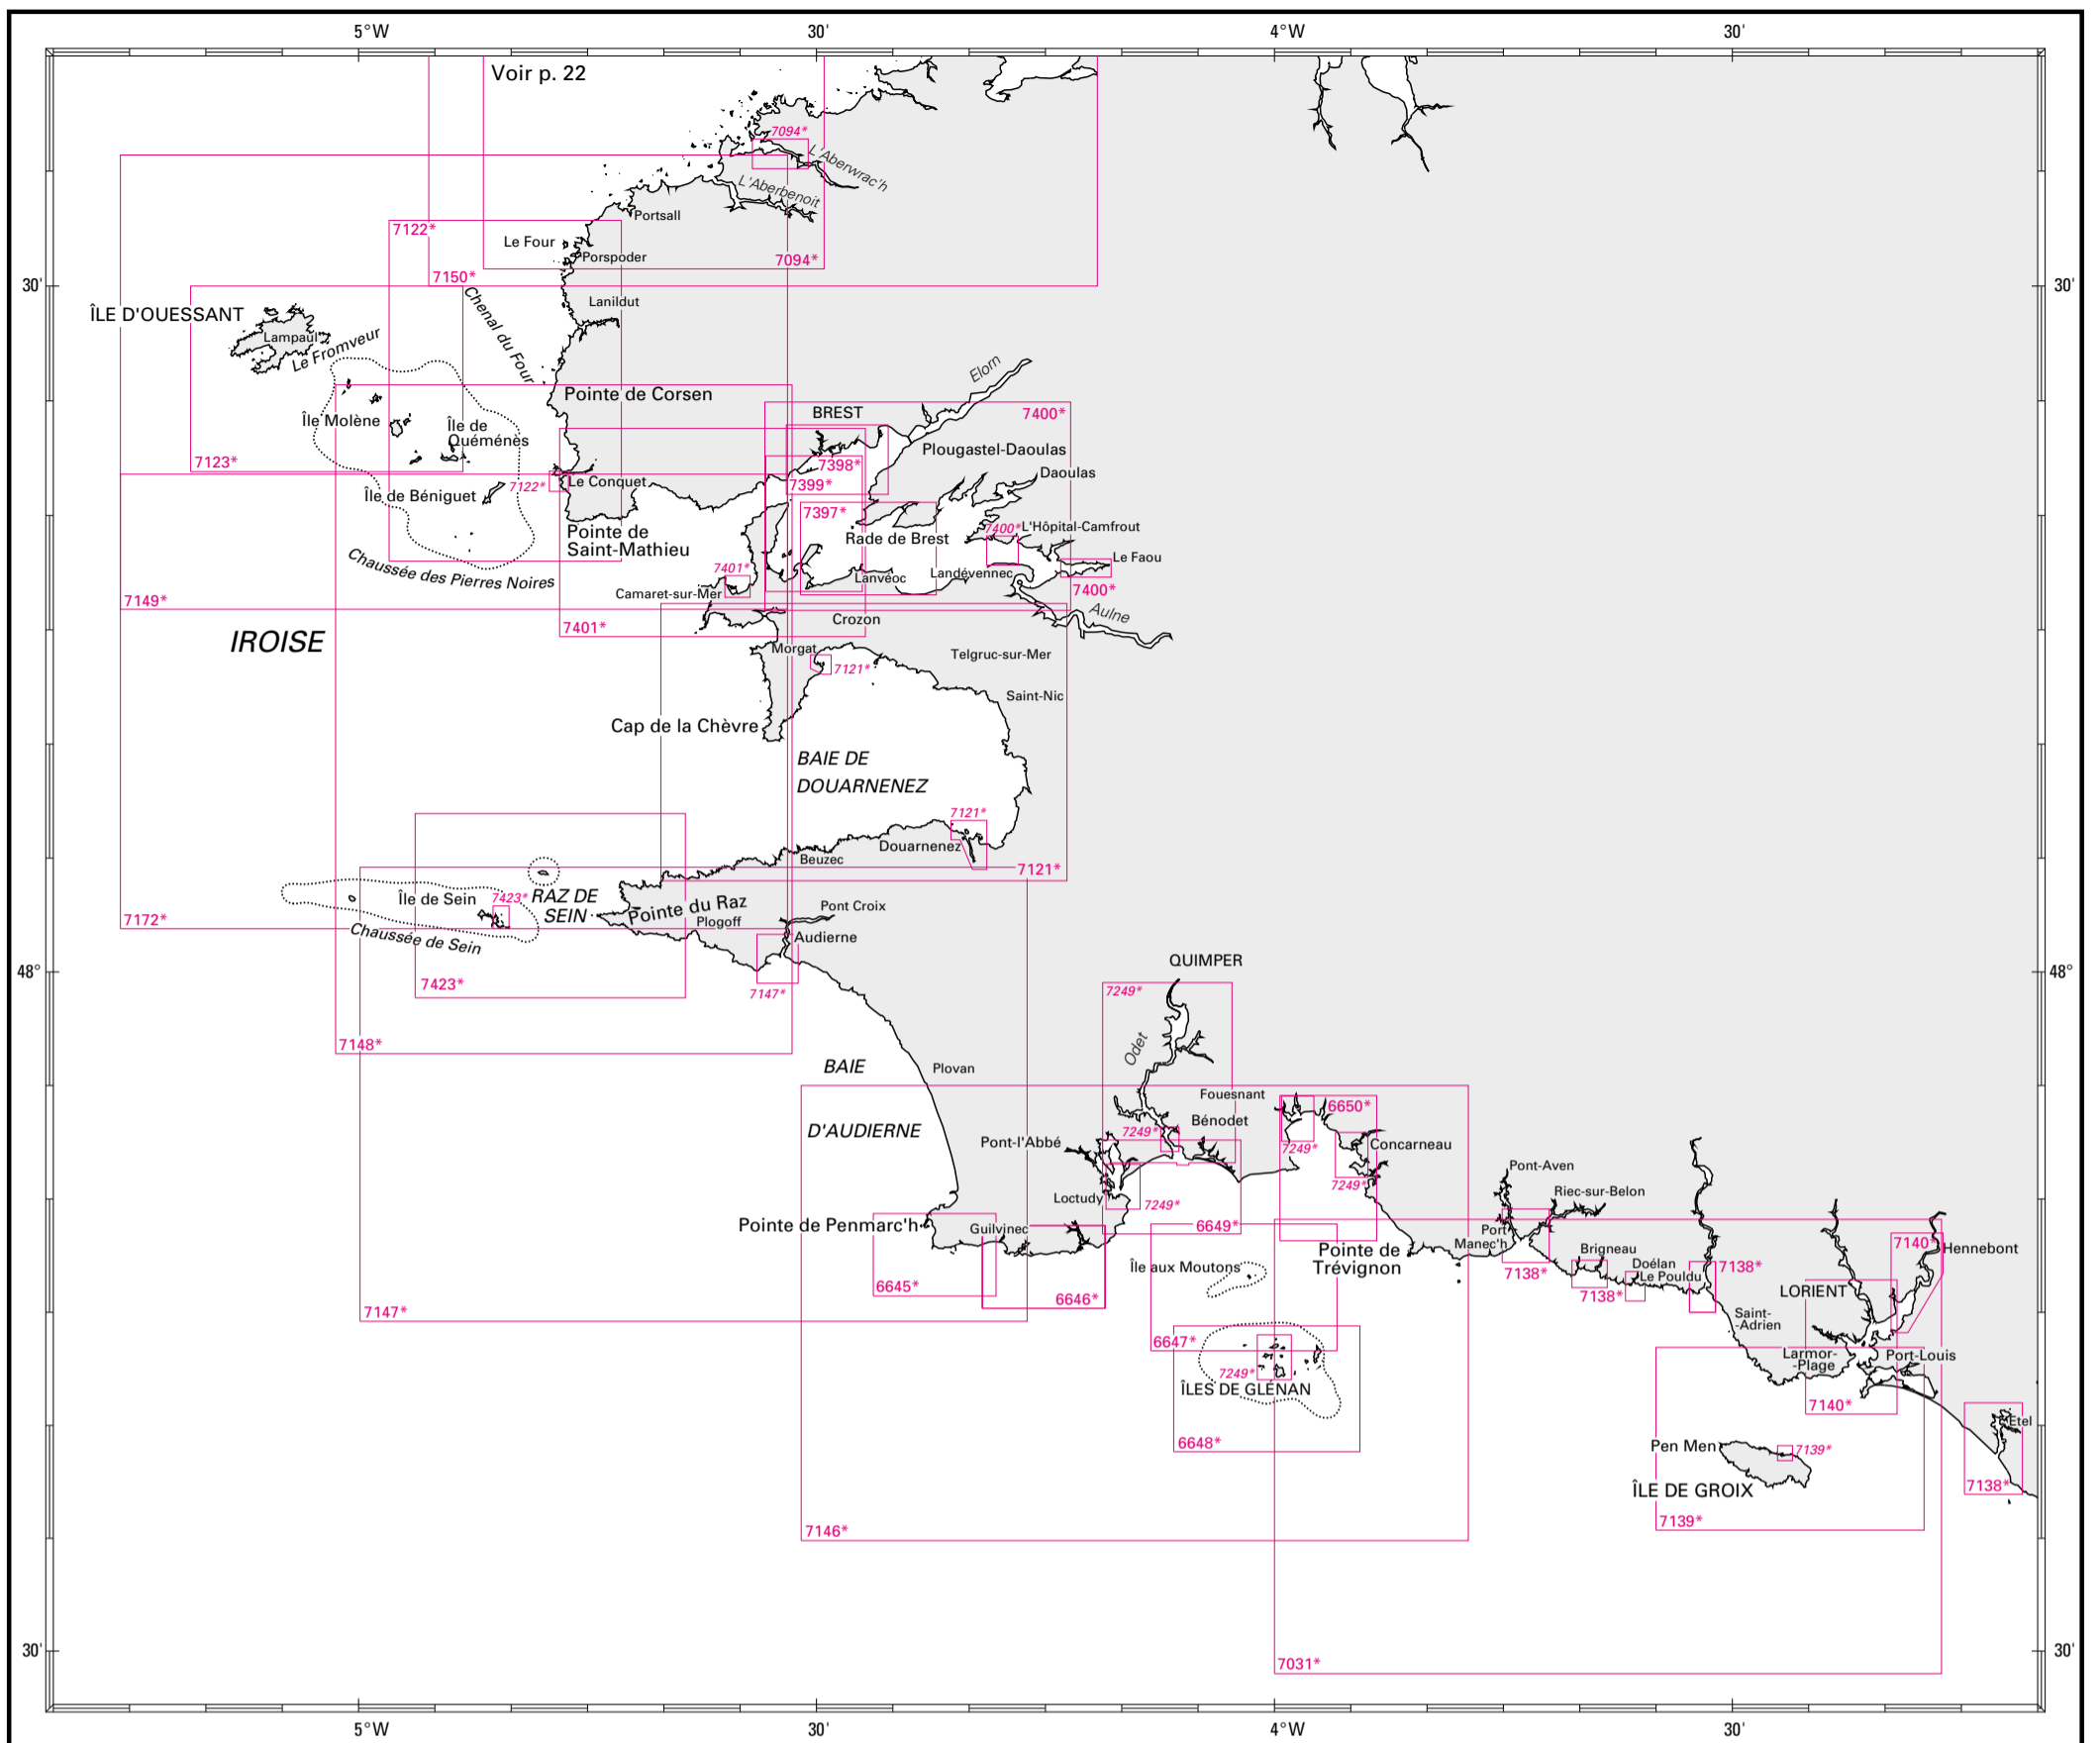 5°W
30'
4°W
30'
Voir p. 22
7094*
L'Aberwrac'h
L'Aberbenoit
Portsall
7122*
Le Four
Porspoder
7094*
7150*
30'
30'
Chenal du Four
Lanildut
ÎLE D'OUESSANT
Lampaul
Le Fromveur
Elorn
Pointe de Corsen
BREST
7400*
Île Molène
Île de
Quéménès
Plougastel-Daoulas
7123*
7398*
Daoulas
7122*
Le Conquet
7399*
Île de Béniguet
7397*
Pointe de
Saint-Mathieu
Rade de Brest
7400*
L'Hôpital-Camfrout
Le Faou
Chaussée des Pierres Noires
7401*
Lanvéoc
Landévennec
Camaret-sur-Mer
7400*
7149*
Aulne
7401*
Crozon
IROISE
Morgat
Telgruc-sur-Mer
7121*
Saint-Nic
Cap de la Chèvre
BAIE DE
DOUARNENEZ
7121*
Douarnenez
Beuzec
7121*
Île de Sein
7423*
RAZ DE
SEIN
Pointe du Raz
Plogoff
Pont Croix
7172*
Chaussée de Sein
Audierne
QUIMPER
48°
48°
7423*
7147*
7249*
7148*
Odet
BAIE
Plovan
Fouesnant
6650*
D'AUDIERNE
Bénodet
7249*
Pont-l'Abbé
7249*
Concarneau
Pont-Aven
7249*
Riec-sur-Belon
Loctudy
7249*
Pointe de Penmarc'h
Guilvinec
6649*
Port
Manec'h
7140*
Hennebont
Pointe de
Trévignon
Brigneau
Île aux Moutons
Doélan
7138*
7138*
Le Pouldu
6645*
7138*
LORIENT
6646*
7147*
Saint-
-Adrien
6647*
Larmor-
-Plage
Port-Louis
7249*
ÎLES DE GLÉNAN
7140*
Etel
6648*
Pen Men
7139*
7138*
ÎLE DE GROIX
7139*
7146*
30'
30'
7031*
5°W
30'
4°W
30'